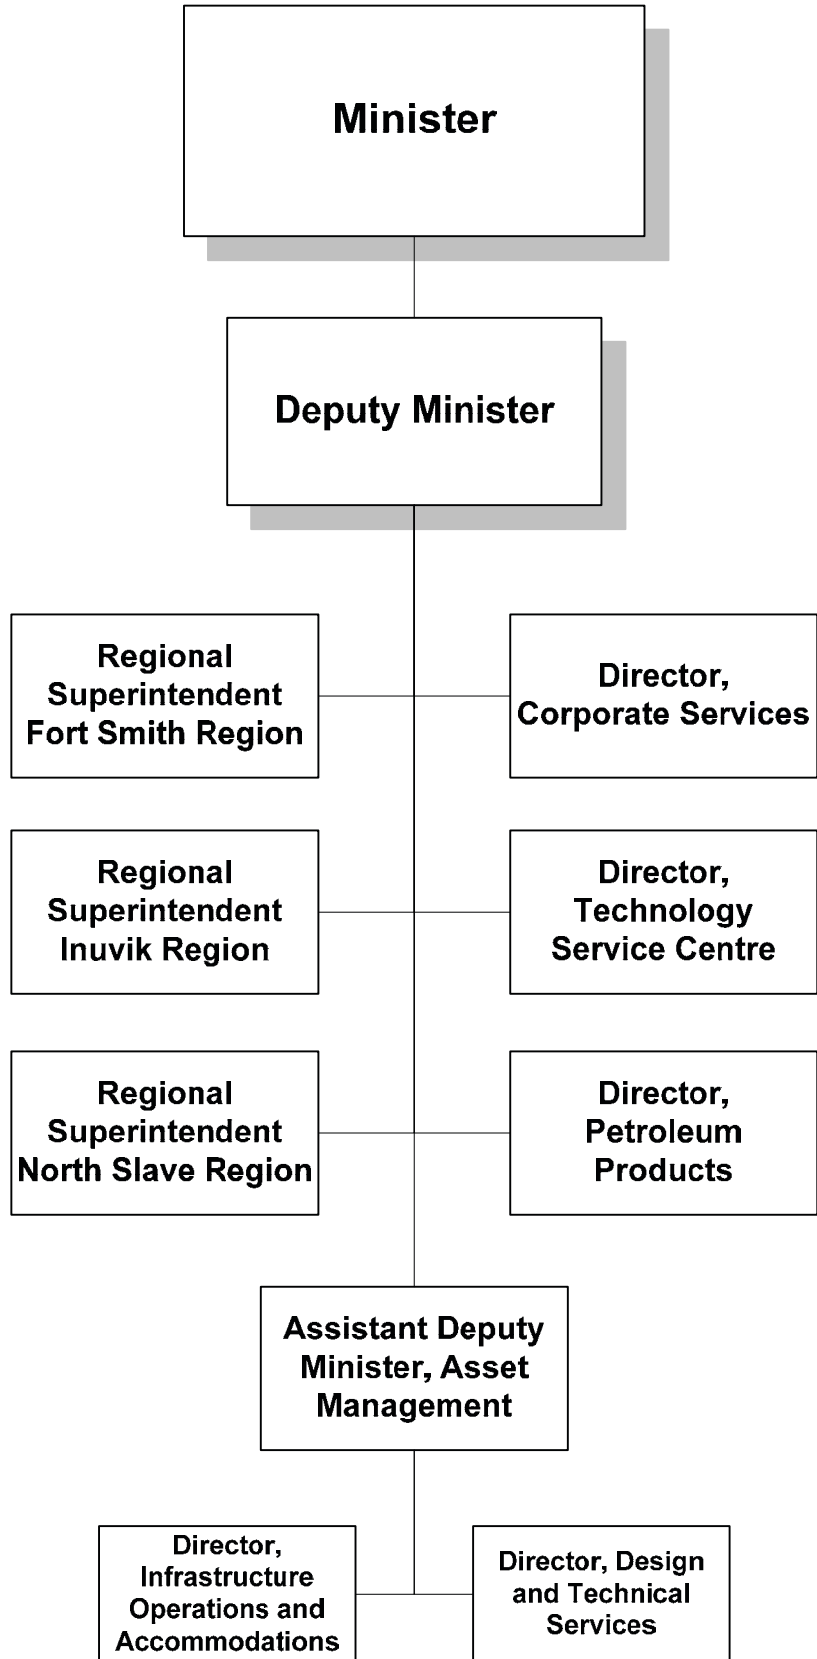 Minister
Deputy Minister
Regional
Superintendent
Fort Smith Region
Director,
Corporate Services
Regional
Superintendent
Inuvik Region
Director,
Technology
Service Centre
Regional
Superintendent
North Slave Region
Director,
Petroleum
Products
Assistant Deputy
Minister, Asset
Management
Director,
Infrastructure
Operations and
Accommodations
Director, Design
and Technical
Services